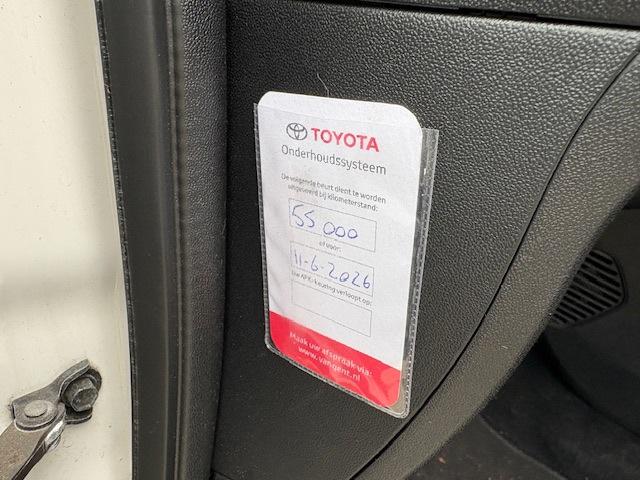 TOYOTA
Onderhoudssysteem
De volgende beurt dient te worden
uitgevoerd bij kilometerstand:
55 000
of voor:
11-6-2026
Uw APK-keuring verloopt op:
Maak uw afspraak via:
www.vangent.nl